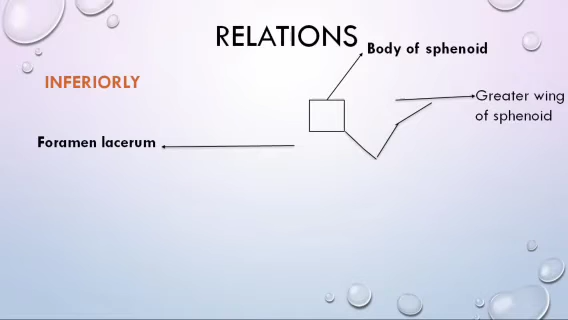 RELATIONS
Body of sphenoid
INFERIORLY
Greater wing
of sphenoid
Foramen lacerum